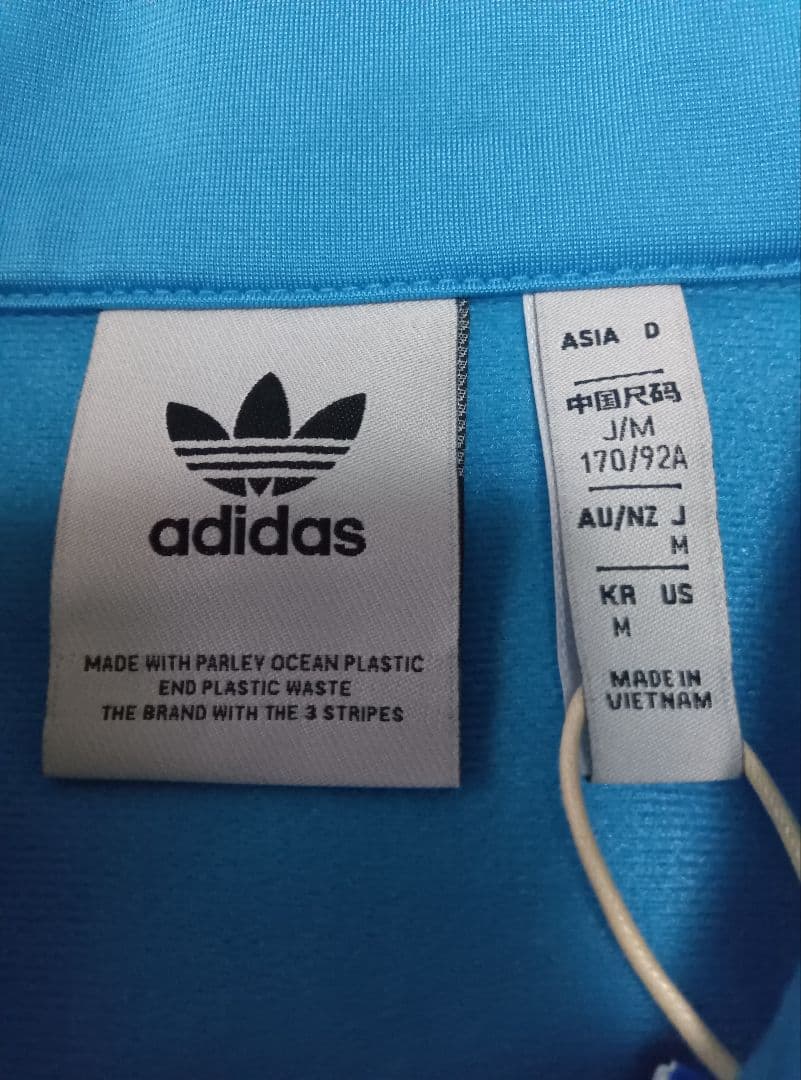 adidas
MADE WITH PARLEY OCEAN PLASTIC
END PLASTIC WASTE
THE BRAND WITH THE 3 STRIPES
ASIA D
中国尺码
J/M
170/92A
AU/NZ J
M
KR US
M
MADE IN
VIETNAM